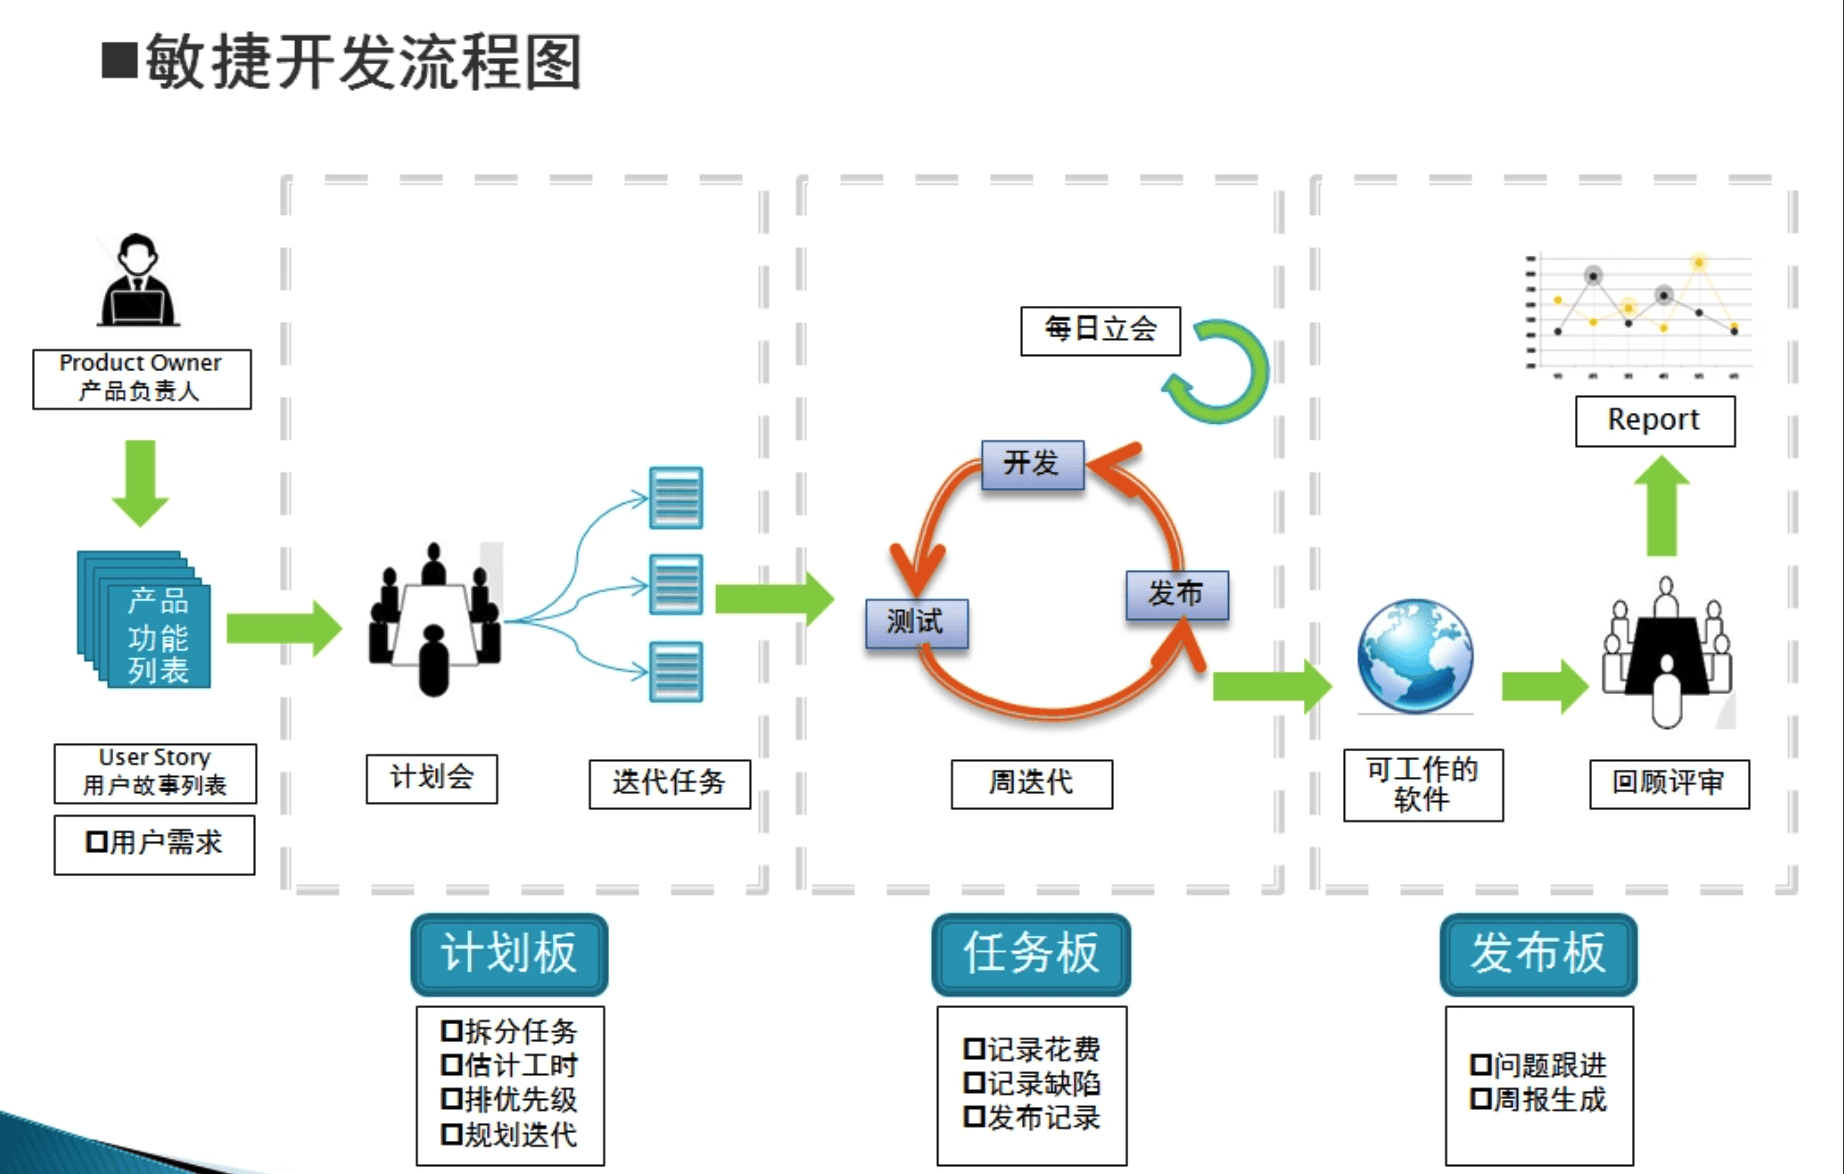 ■敏捷开发流程图
Product Owner
产品负责人
产品
功能
列表
User Story
用户故事列表
用户需求
计划会
迭代任务
每日立会
开发
测试
发布
周迭代
可工作的
软件
Report
回顾评审
计划板
拆分任务
估计工时
排优先级
规划迭代
任务板
记录花费
记录缺陷
发布记录
发布板
问题跟进
周报生成